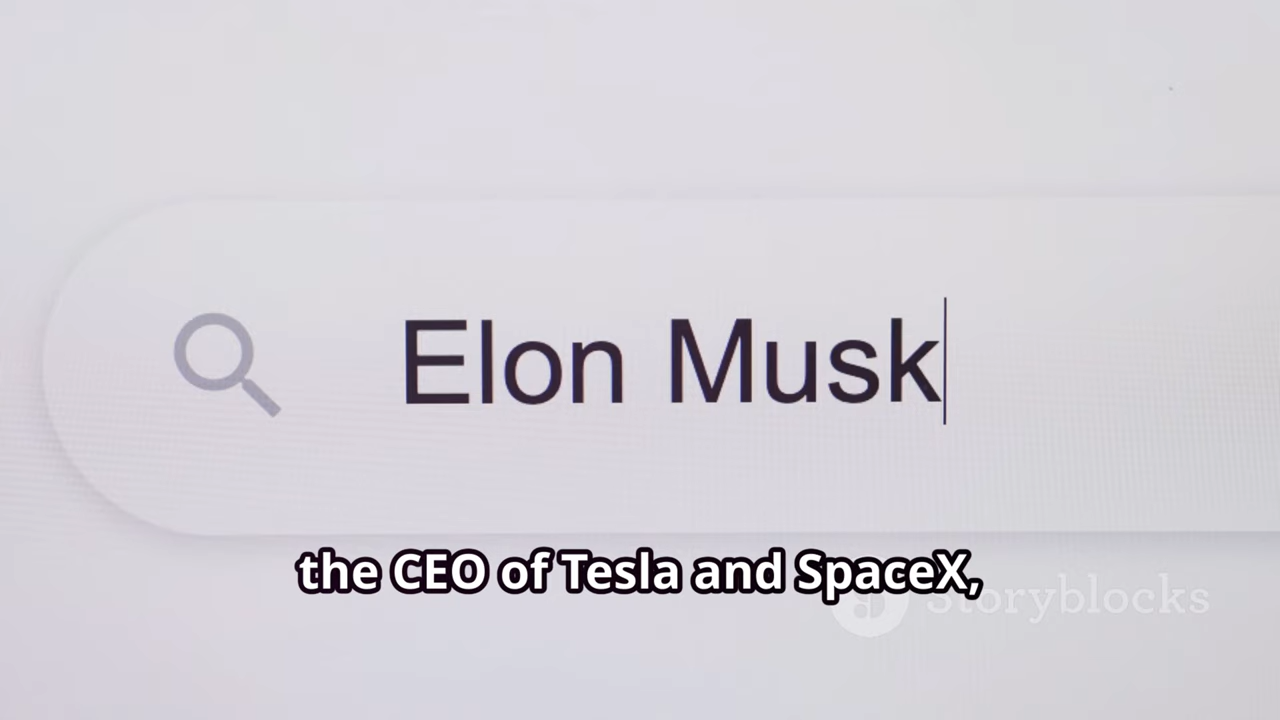 Elon Musk
the CEO of Tesla and SpaceX,
Storyblocks